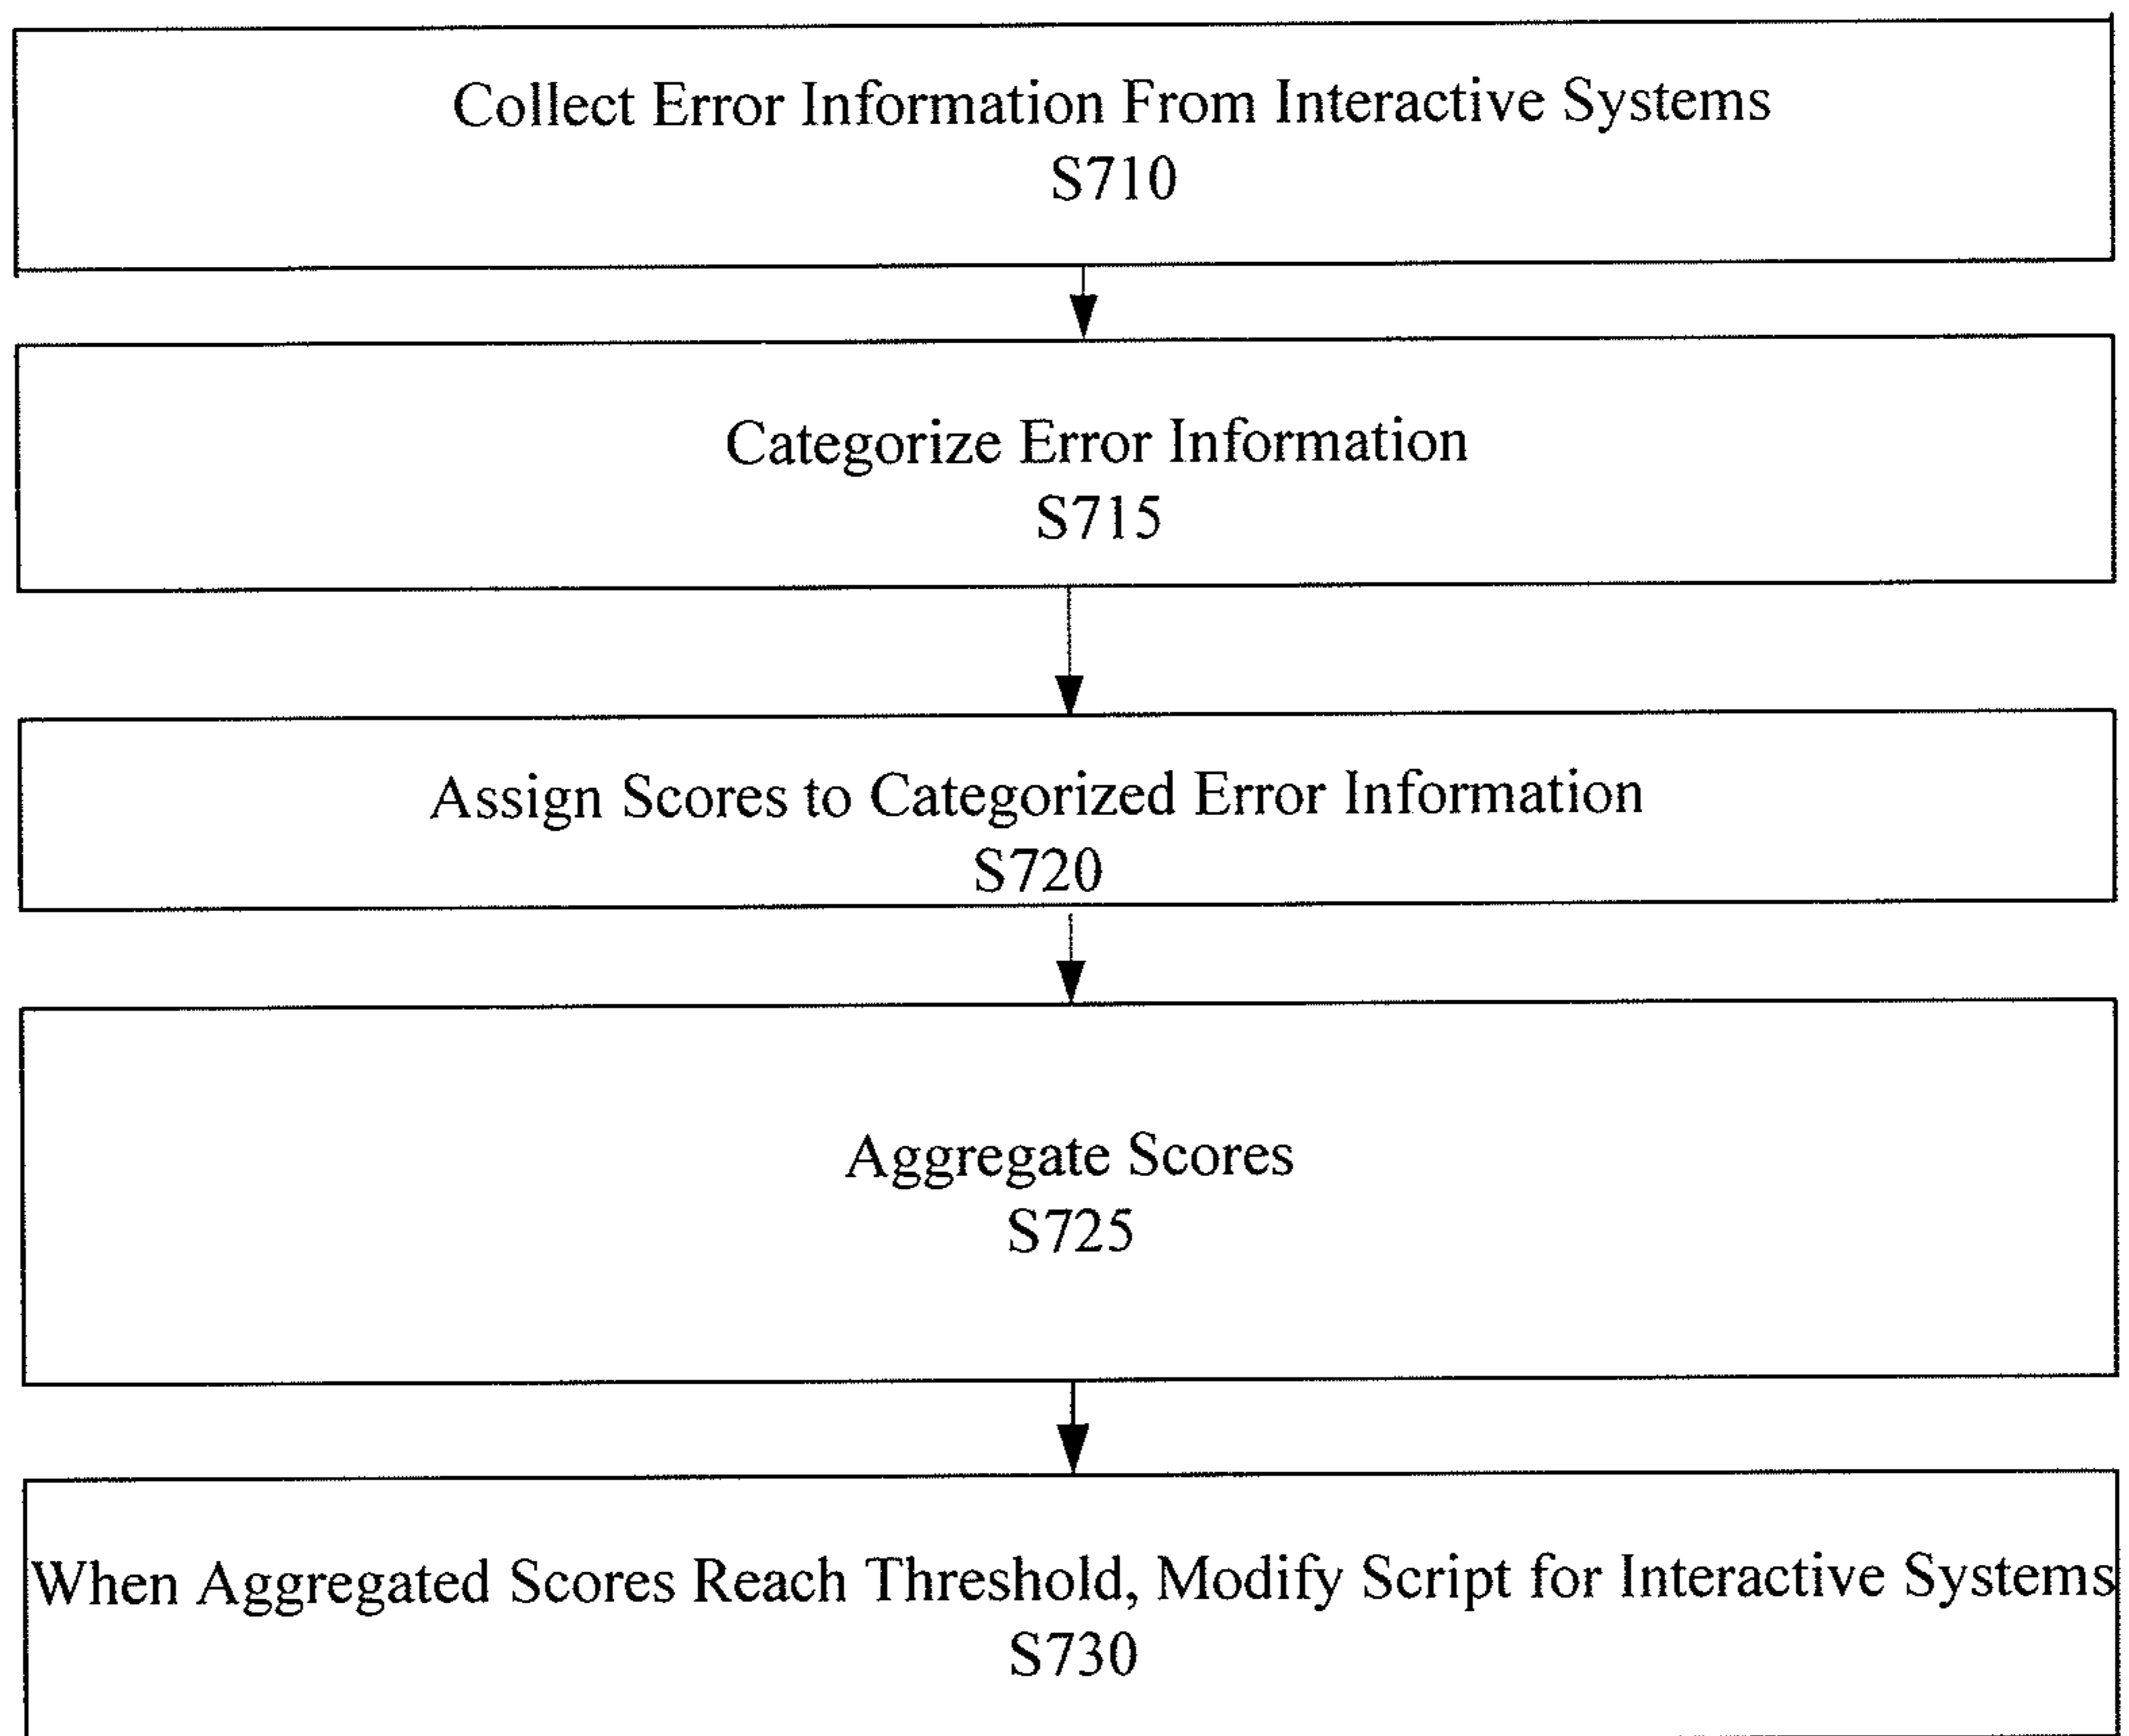 Collect Error Information From Interactive Systems
S710
Categorize Error Information
S715
Assign Scores to Categorized Error Information
S720
Aggregate Scores
S725
When Aggregated Scores Reach Threshold, Modify Script for Interactive Systems
S730